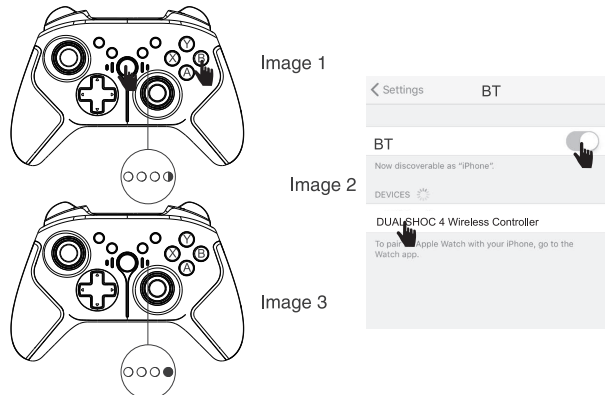 Y
X
B
A
Image 1
Settings
BT
BT
Now discoverable as "iPhone".
Image 2
DEVICES
DUALSHOC 4 Wireless Controller
To pair Apple Watch with your iPhone, go to the
Watch app.
Y
X
B
A
Image 3